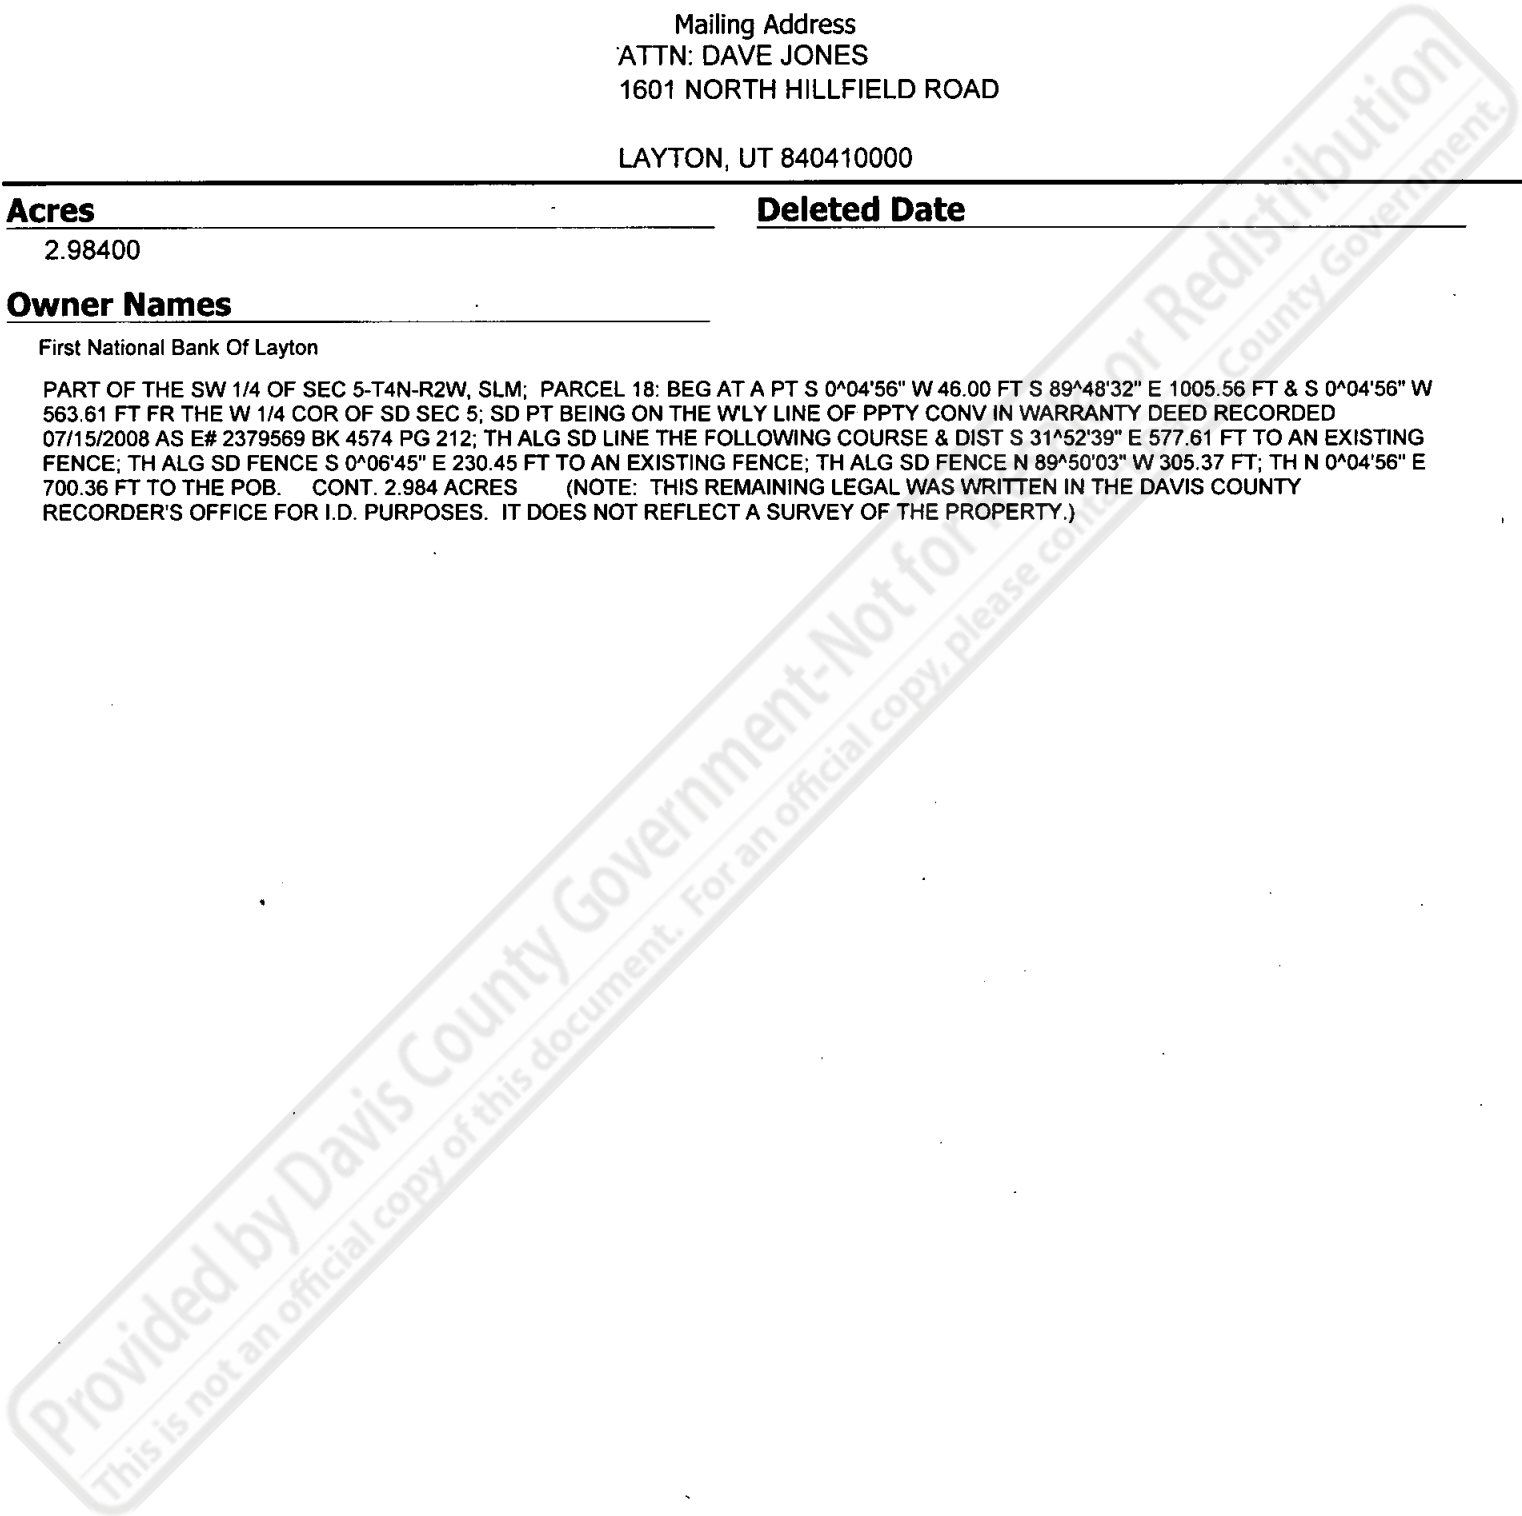 Mailing Address
ATTN: DAVE JONES
1601 NORTH HILLFIELD ROAD
LAYTON, UT 840410000
Acres
Deleted Date
2.98400
Owner Names
First National Bank Of Layton
PART OF THE SW 1/4 OF SEC 5-T4N-R2W, SLM;  PARCEL 18: BEG AT A PT S 0^04'56" W 46.00 FT S 89^48'32" E 1005.56 FT & S 0^04'56" W
563.61 FT FR THE W 1/4 COR OF SD SEC 5; SD PT BEING ON THE W'LY LINE OF PPTY CONV IN WARRANTY DEED RECORDED
07/15/2008 AS E# 2379569 BK 4574 PG 212; TH ALG SD LINE THE FOLLOWING COURSE & DIST S 31^52'39" E 577.61 FT TO AN EXISTING
FENCE; TH ALG SD FENCE S 0^06'45" E 230.45 FT TO AN EXISTING FENCE; TH ALG SD FENCE N 89^50'03" W 305.37 FT; TH N 0^04'56" E
700.36 FT TO THE POB.    CONT. 2.984 ACRES      (NOTE:  THIS REMAINING LEGAL WAS WRITTEN IN THE DAVIS COUNTY
RECORDER'S OFFICE FOR I.D. PURPOSES.  IT DOES NOT REFLECT A SURVEY OF THE PROPERTY.)
Provided by Davis County Government-Not for Resale or Redistribution
This is not an official copy of this document. For an official copy, please contact Davis County Government.